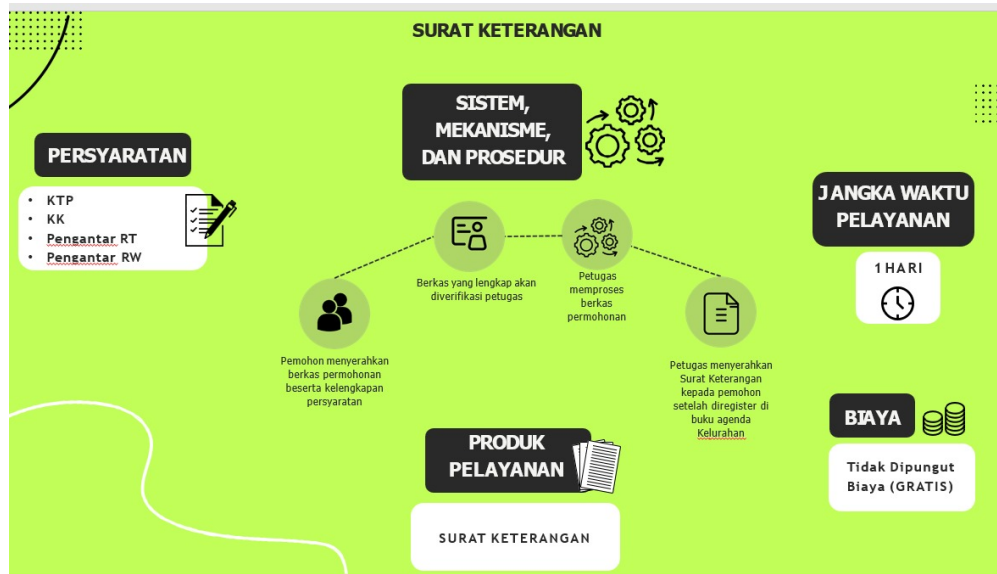 SURAT KETERANGAN
PERSYARATAN
• KTP
• KK
• Pengantar RT
• Pengantar RW
SISTEM,
MEKANISME,
DAN PROSEDUR
Pemohon menyerahkan
berkas permohonan
beserta kelengkapan
persyaratan
Berkas yang lengkap akan
diverifikasi petugas
Petugas
memproses
berkas
permohonan
Petugas menyerahkan
Surat Keterangan
kepada pemohon
setelah diregister di
buku agenda
Kelurahan
JANGKA WAKTU
PELAYANAN
1 HARI
BIAYA
Tidak Dipungut
Biaya (GRATIS)
PRODUK
PELAYANAN
SURAT KETERANGAN